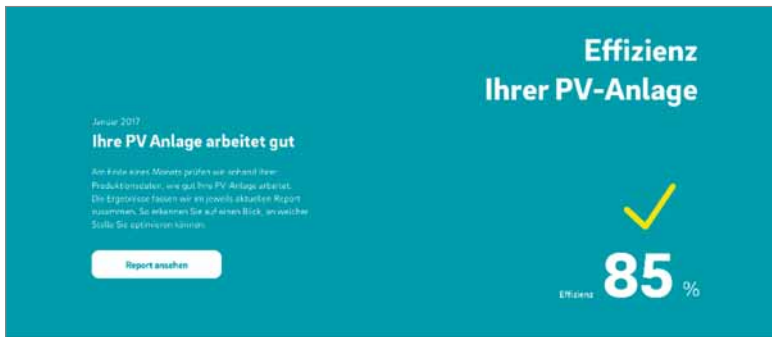 Effizienz
Ihrer PV-Anlage
Januar 2017
Ihre PV Anlage arbeitet gut
Am Ende eines Monats prüfen wir anhand Ihrer
Produktionsdaten, wie gut Ihre PV-Anlage arbeitet.
Die Ergebnisse fassen wir im jeweils aktuellen Report
zusammen. So erkennen Sie auf einen Blick, an welcher
Stelle Sie optimieren können.
Report ansehen
Effizienz 85 %